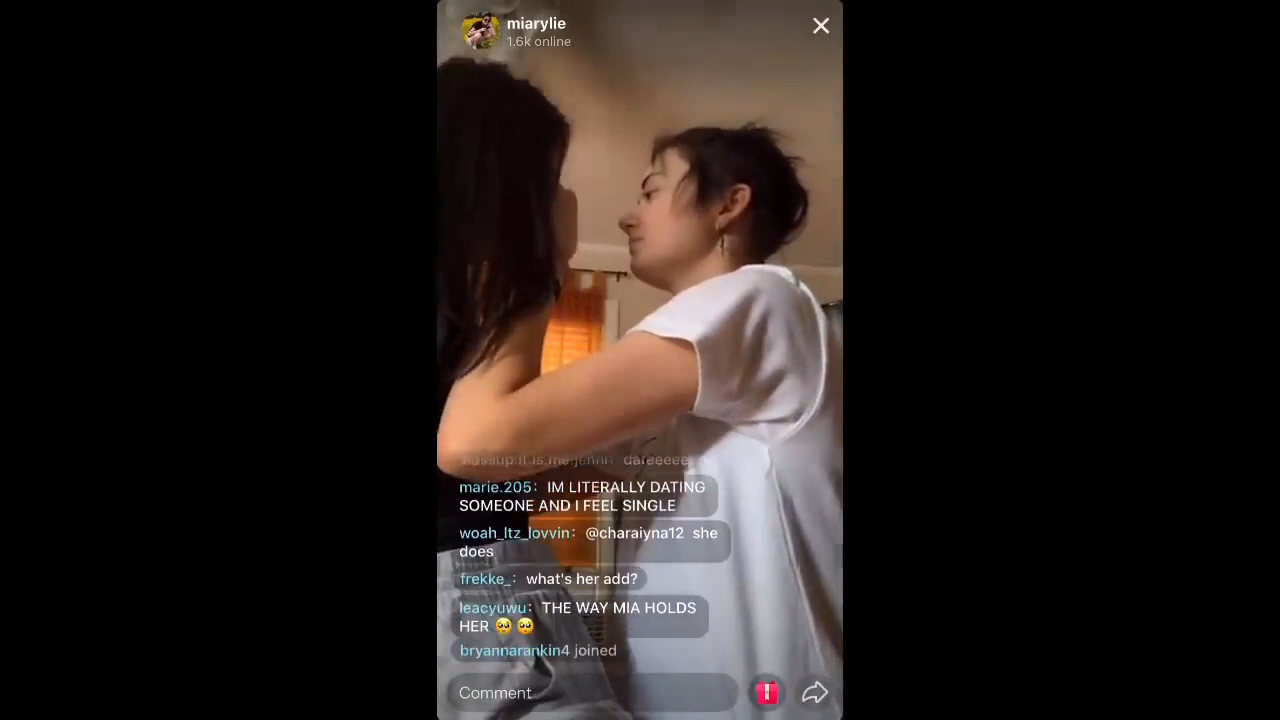 miarylie
1.6k online
dareeeee
marie.205: IM LITERALLY DATING
SOMEONE AND I FEEL SINGLE
woah_ltz_lovvin: @charaiyna12 she
does
frekke_: what's her add?
leacyuwu: THE WAY MIA HOLDS
HER 🥺 🥺
bryannarankin4 joined
Comment